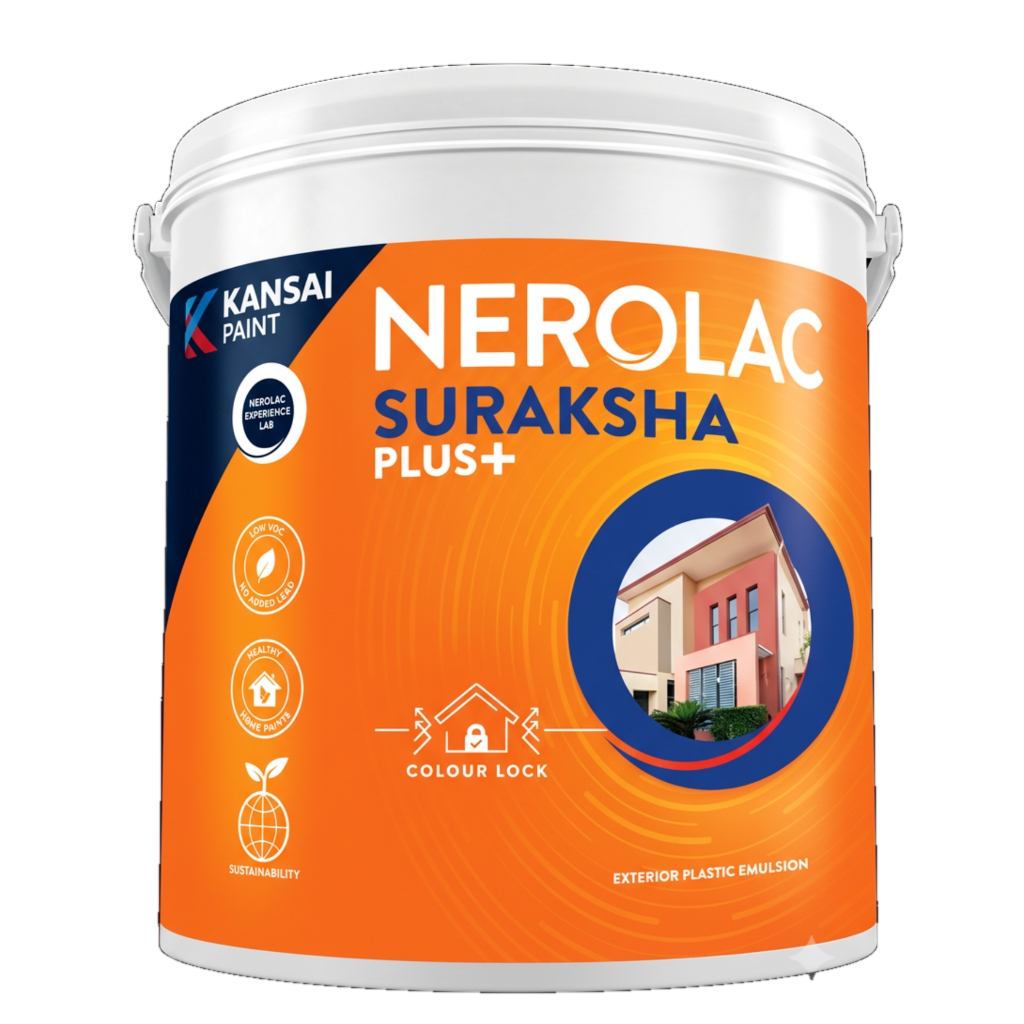 KANSAI
PAINT
NEROLAC
SURAKSHA
PLUS+
NEROLAC
EXPERIENCE
LAB
LOW VOC
NO ADDED LEAD
HEALTHY
HOME PAINTS
SUSTAINABILITY
COLOUR LOCK
EXTERIOR PLASTIC EMULSION